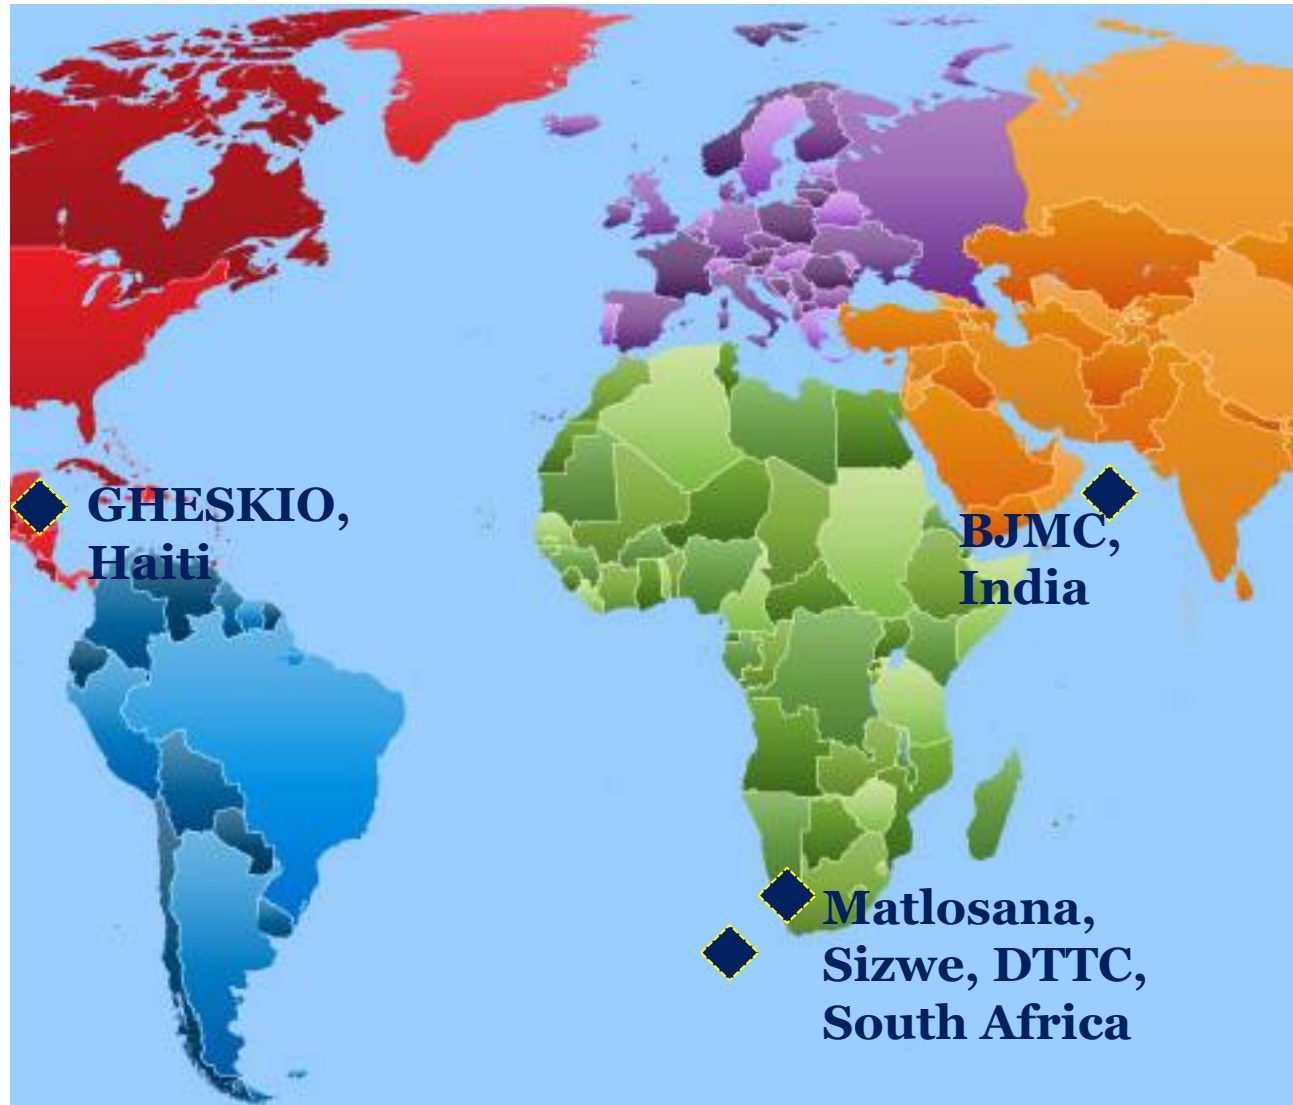 GHESKIO,
Haiti
BJMC,
India
Matlosana,
Sizwe, DTTC,
South Africa